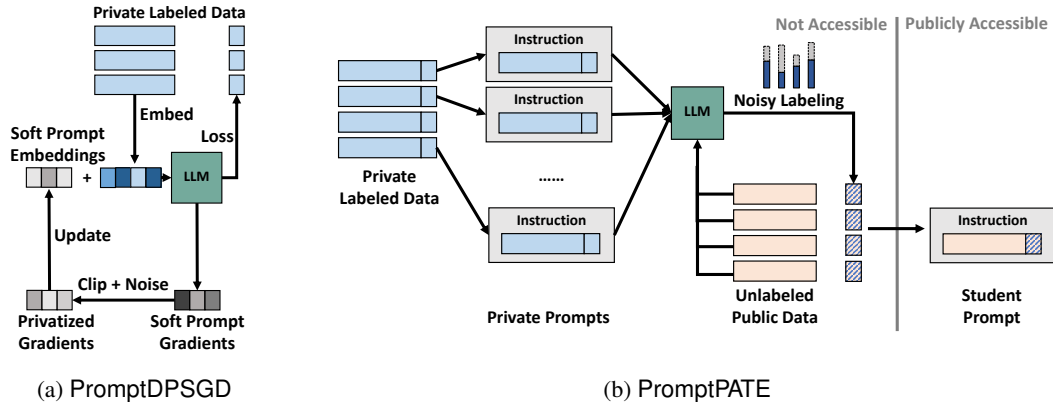 Private Labeled Data
Embed
Loss
Soft Prompt
Embeddings
+
LLM
Update
Clip + Noise
Privatized
Gradients
Soft Prompt
Gradients
(a) PromptDPSGD
Private
Labeled Data
Instruction
Instruction
......
Instruction
Private Prompts
LLM
Noisy Labeling
Not Accessible
Publicly Accessible
Unlabeled
Public Data
Instruction
Student
Prompt
(b) PromptPATE